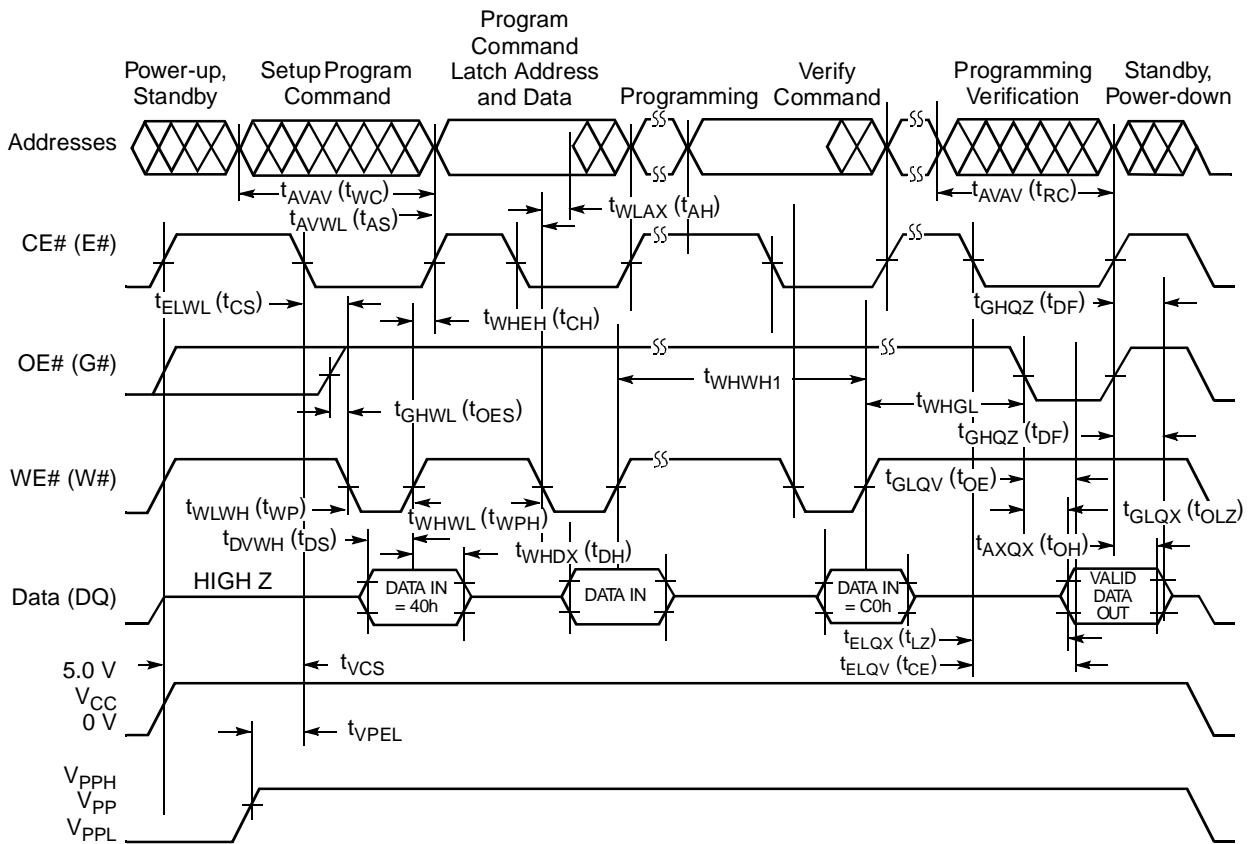 Power-up,
Standby
Setup Program
Command
Program
Command
Latch Address
and Data
Programming
Verify
Command
Programming
Verification
Standby,
Power-down
Addresses
tAVAV (tWC)
tAVWL (tAS)
tWLAX (tAH)
tAVAV (tRC)
CE# (E#)
tELWL (tCS)
tWHEH (tCH)
tGHQZ (tDF)
OE# (G#)
tWHWH1
tWHGL
tGHWL (tOES)
tGHQZ (tDF)
WE# (W#)
tGLQV (tOE)
tWLWH (tWP)
tWHWL (tWPH)
tGLQX (tOLZ)
tDVWH (tDS)
tWHDX (tDH)
tAXQX (tOH)
Data (DQ)
HIGH Z
DATA IN
= 40h
DATA IN
DATA IN
= C0h
VALID
DATA
OUT
tELQX (tLZ)
tELQV (tCE)
5.0 V
VCC
0 V
tVCS
tVPEL
VPPH
VPP
VPPL